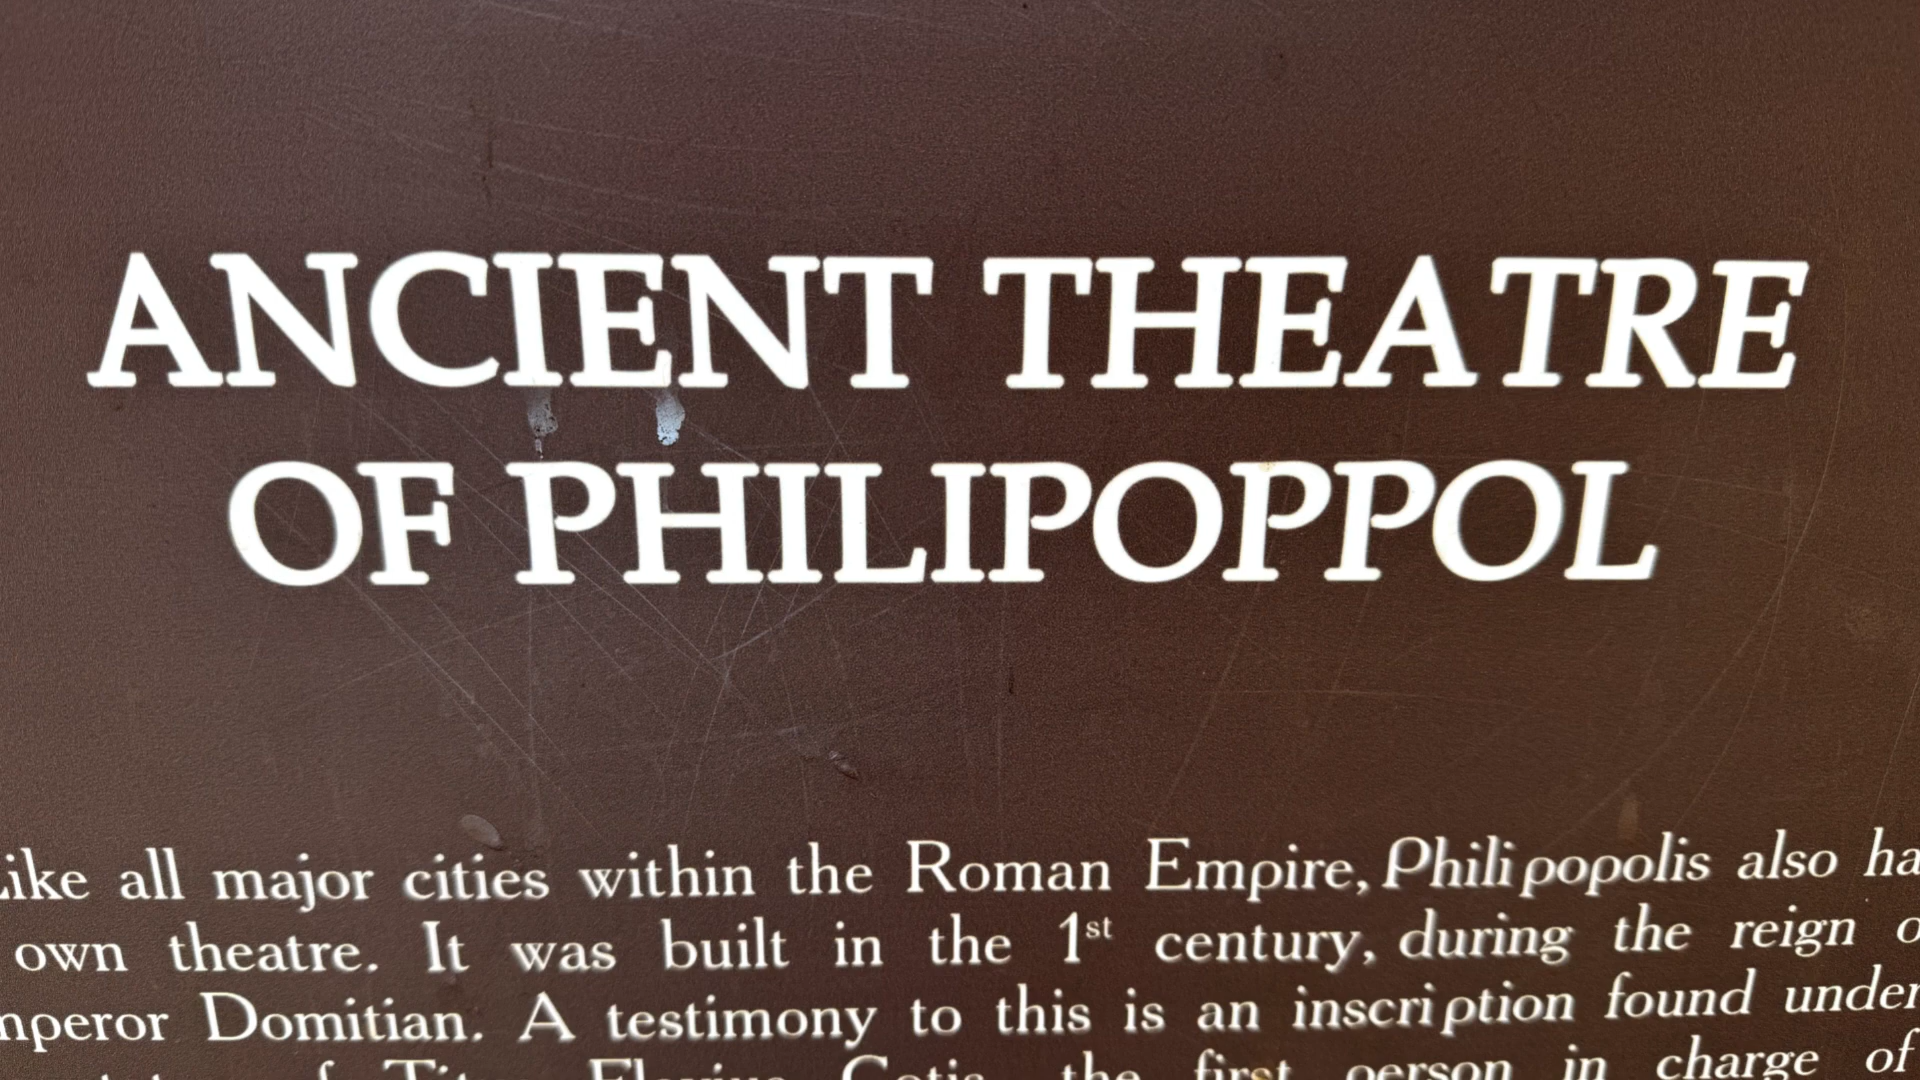 ANCIENT THEATRE
OF PHILIPOPPOL
Like all major cities within the Roman Empire, Philipopolis also ha
own theatre. It was built in the 1st century, during the reign o
mperor Domitian. A testimony to this is an inscription found under
the first person in charge of